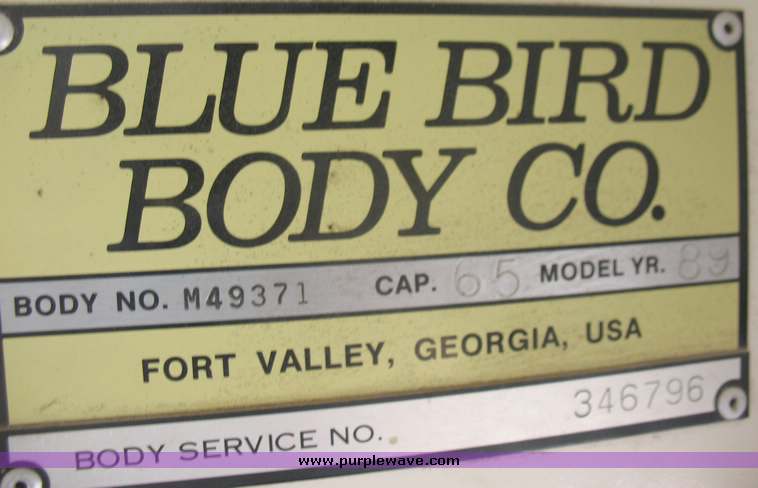 BLUE BIRD
BODY CO.
BODY NO. M49371 CAP. 65 MODEL YR. 89
FORT VALLEY, GEORGIA, USA
BODY SERVICE NO. 346796
www.purplewave.com